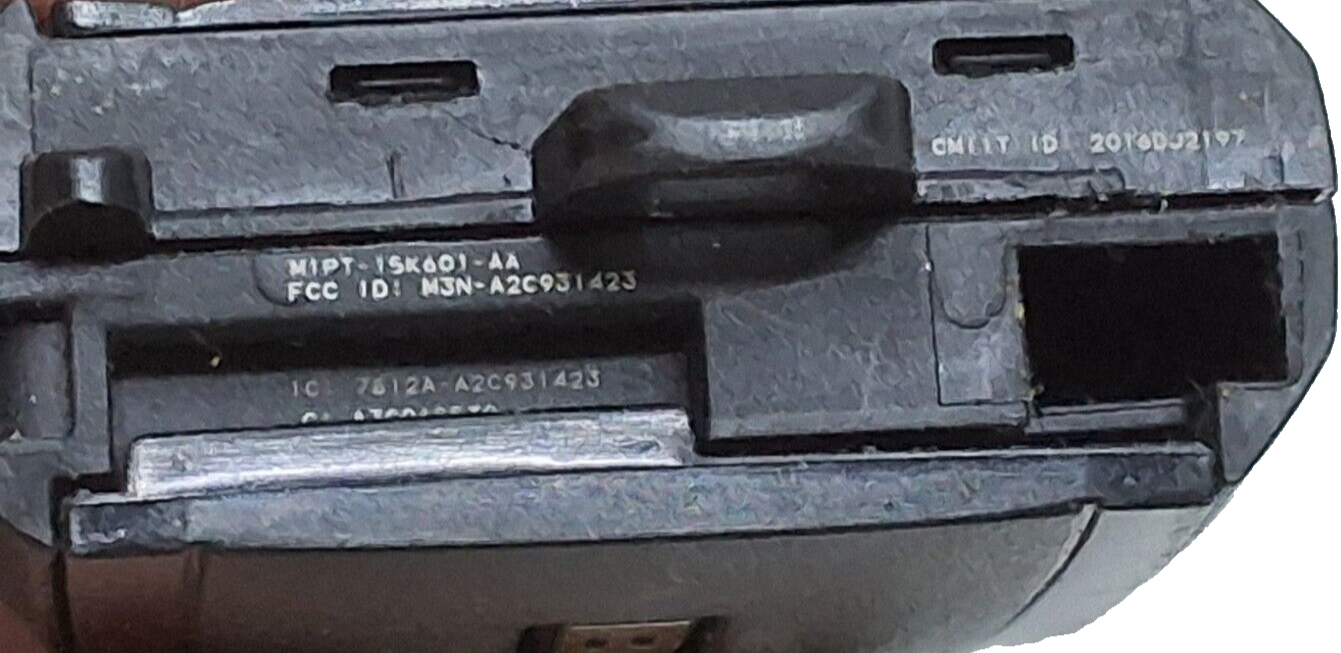 CMIIT ID: 2016DJ2197
M1PT-15K601-AA
FCC ID: M3N-A2C931423
IC: 7812A-A2C931423